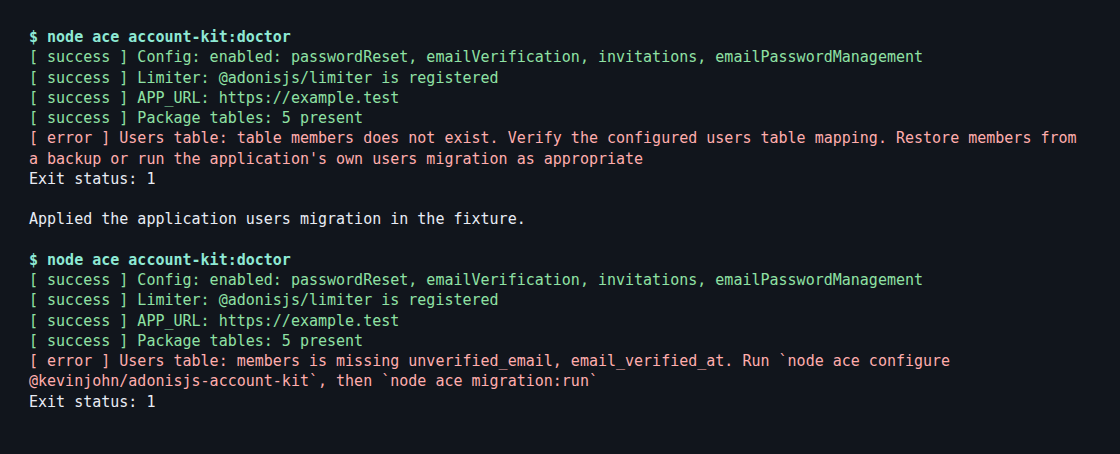 $ node ace account-kit:doctor
[ success ] Config: enabled: passwordReset, emailVerification, invitations, emailPasswordManagement
[ success ] Limiter: @adonisjs/limiter is registered
[ success ] APP_URL: https://example.test
[ success ] Package tables: 5 present
[ error ] Users table: table members does not exist. Verify the configured users table mapping. Restore members from
a backup or run the application's own users migration as appropriate
Exit status: 1
Applied the application users migration in the fixture.
$ node ace account-kit:doctor
[ success ] Config: enabled: passwordReset, emailVerification, invitations, emailPasswordManagement
[ success ] Limiter: @adonisjs/limiter is registered
[ success ] APP_URL: https://example.test
[ success ] Package tables: 5 present
[ error ] Users table: members is missing unverified_email, email_verified_at. Run `node ace configure
@kevinjohn/adonisjs-account-kit`, then `node ace migration:run`
Exit status: 1